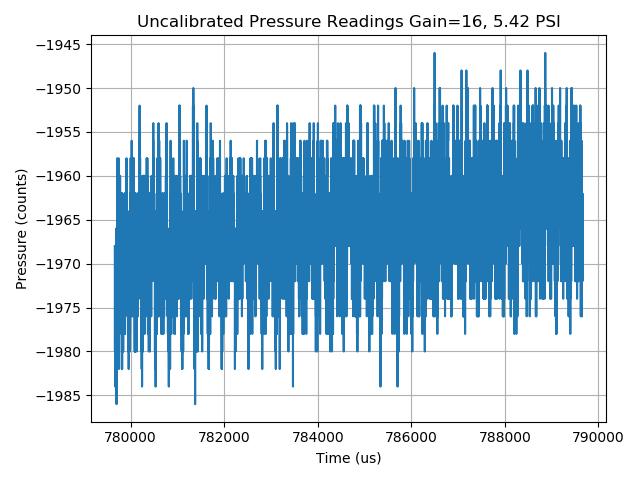 Uncalibrated Pressure Readings Gain=16, 5.42 PSI
−1945
−1950
−1955
−1960
−1965
−1970
−1975
−1980
−1985
Pressure (counts)
780000 782000 784000 786000 788000 790000
Time (us)